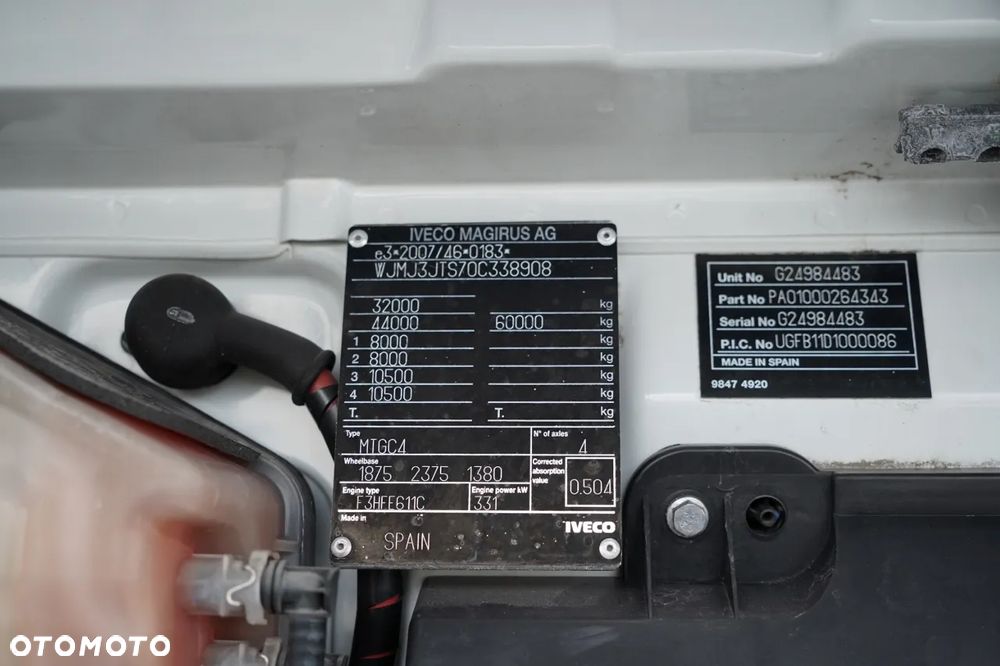 IVECO MAGIRUS AG
e3*2007/46*0183*
WJMJ3JTS70C338908
32000 kg
44000 60000 kg
1 8000 kg
2 8000 kg
3 10500 kg
4 10500 kg
T. T. kg
Type N° of axles
MTGC4 4
Wheelbase Corrected absorption value
1875 2375 1380 0.504
Engine type Engine power kW
F3HFE611C 331
Made in IVECO
SPAIN
Unit No G24984483
Part No PA01000264343
Serial No G24984483
P.I.C. No UGFB11D1000086
MADE IN SPAIN
9847 4920
OTOMOTO